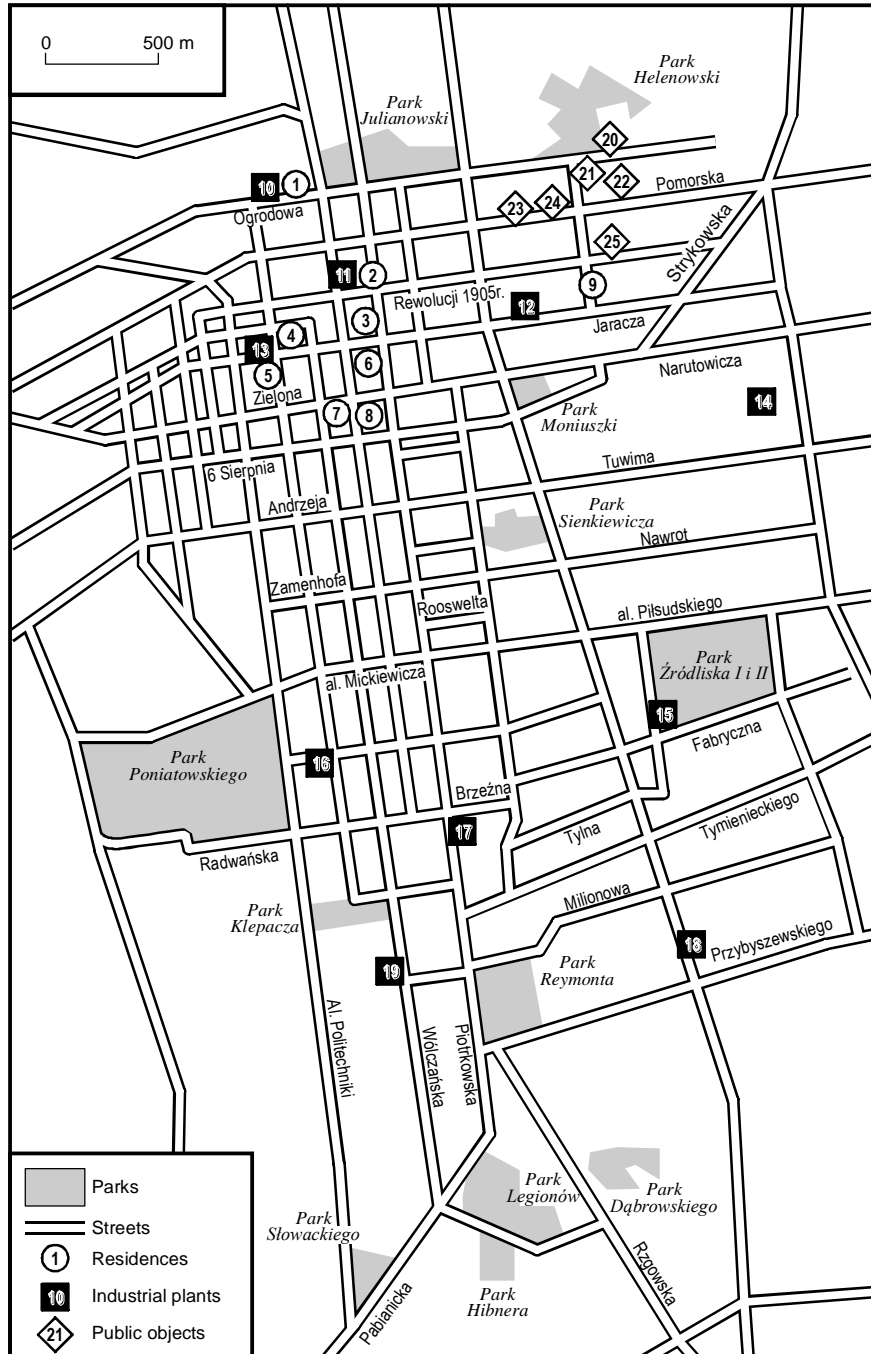 0 500 m
Park
Helenowski
Park
Julianowski
20
21
22
10
1
Pomorska
Ogrodowa
23
24
25
Strykowska
11
2
9
Rewolucji 1905r.
12
3
Jaracza
4
13
6
5
Narutowicza
Zielona
14
7
8
Park
Moniuszki
6 Sierpnia
Tuwima
Andrzeja
Park
Sienkiewicza
Nawrot
Zamenhofa
Rooswelta
al. Piłsudskiego
Park
Źródliska I i II
al. Mickiewicza
15
Fabryczna
Park
Poniatowskiego
16
Brzeźna
17
Tylna
Tymienieckiego
Radwańska
Milionowa
Park
Klepacza
18
Przybyszewskiego
19
Park
Reymonta
Al. Politechniki
Wólczańska
Piotrkowska
Park
Legionów
Park
Dąbrowskiego
Park
Słowackiego
Rzgowska
Pabianicka
Park
Hibnera
Parks
Streets
1 Residences
10 Industrial plants
21 Public objects